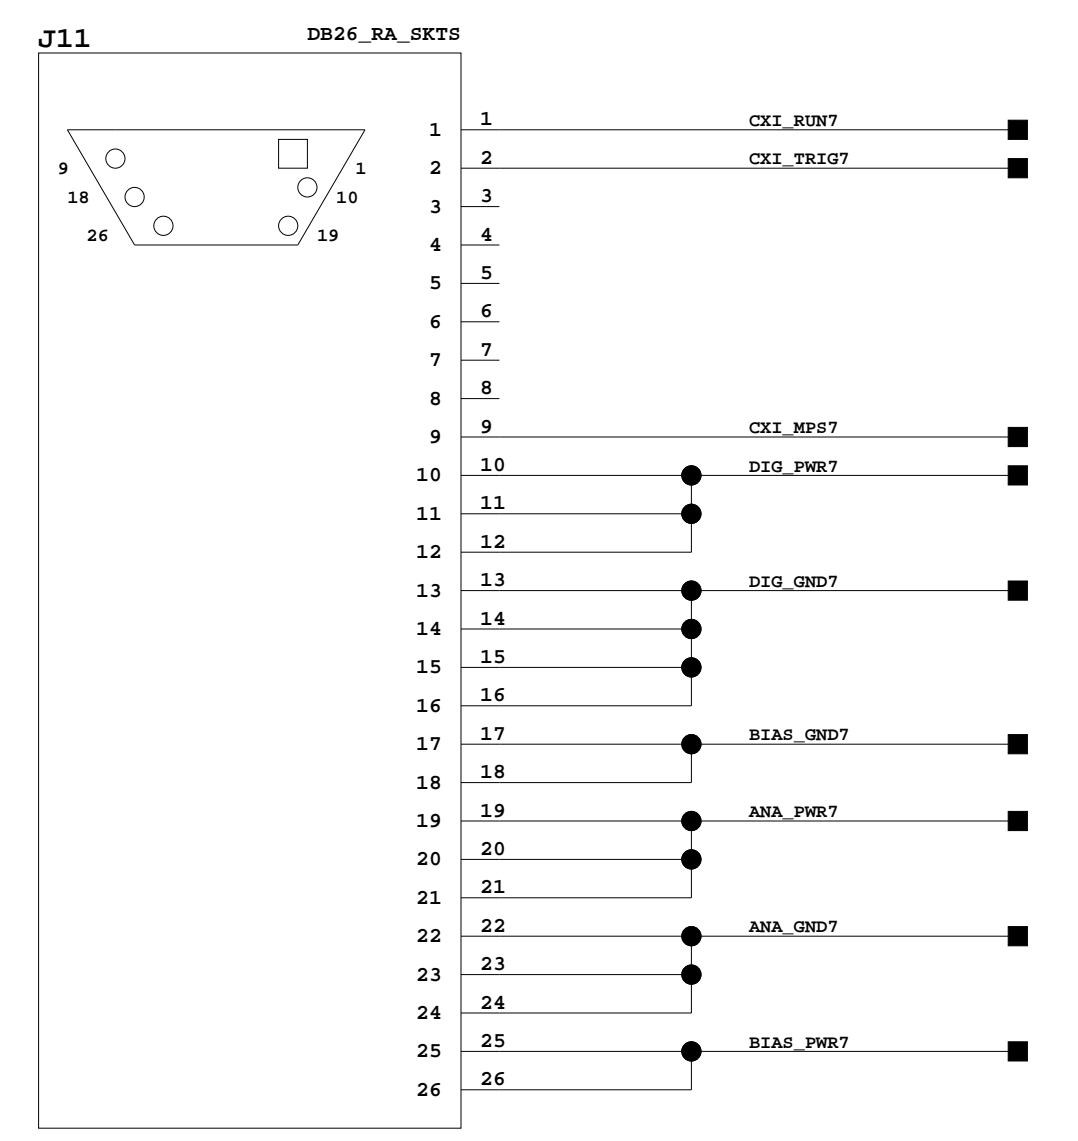 J11 DB26_RA_SKTS
1 1 CXI_RUN7
9 1 2 2 CXI_TRIG7
18 10 3 3
26 19 4 4
5 5
6 6
7 7
8 8
9 9 CXI_MPS7
10 10 DIG_PWR7
11 11
12 12
13 13 DIG_GND7
14 14
15 15
16 16
17 17 BIAS_GND7
18 18
19 19 ANA_PWR7
20 20
21 21
22 22 ANA_GND7
23 23
24 24
25 25 BIAS_PWR7
26 26